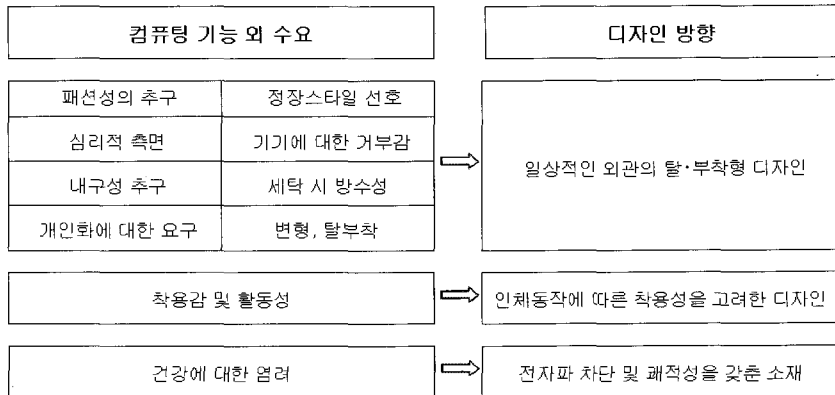 컴퓨팅 기능 외 수요
디자인 방향
패션성의 추구
정장스타일 선호
심리적 측면
기기에 대한 거부감
내구성 추구
세탁 시 방수성
개인화에 대한 요구
변형, 탈부착
일상적인 외관의 탈·부착형 디자인
착용감 및 활동성
인체동작에 따른 착용성을 고려한 디자인
건강에 대한 염려
전자파 차단 및 쾌적성을 갖춘 소재